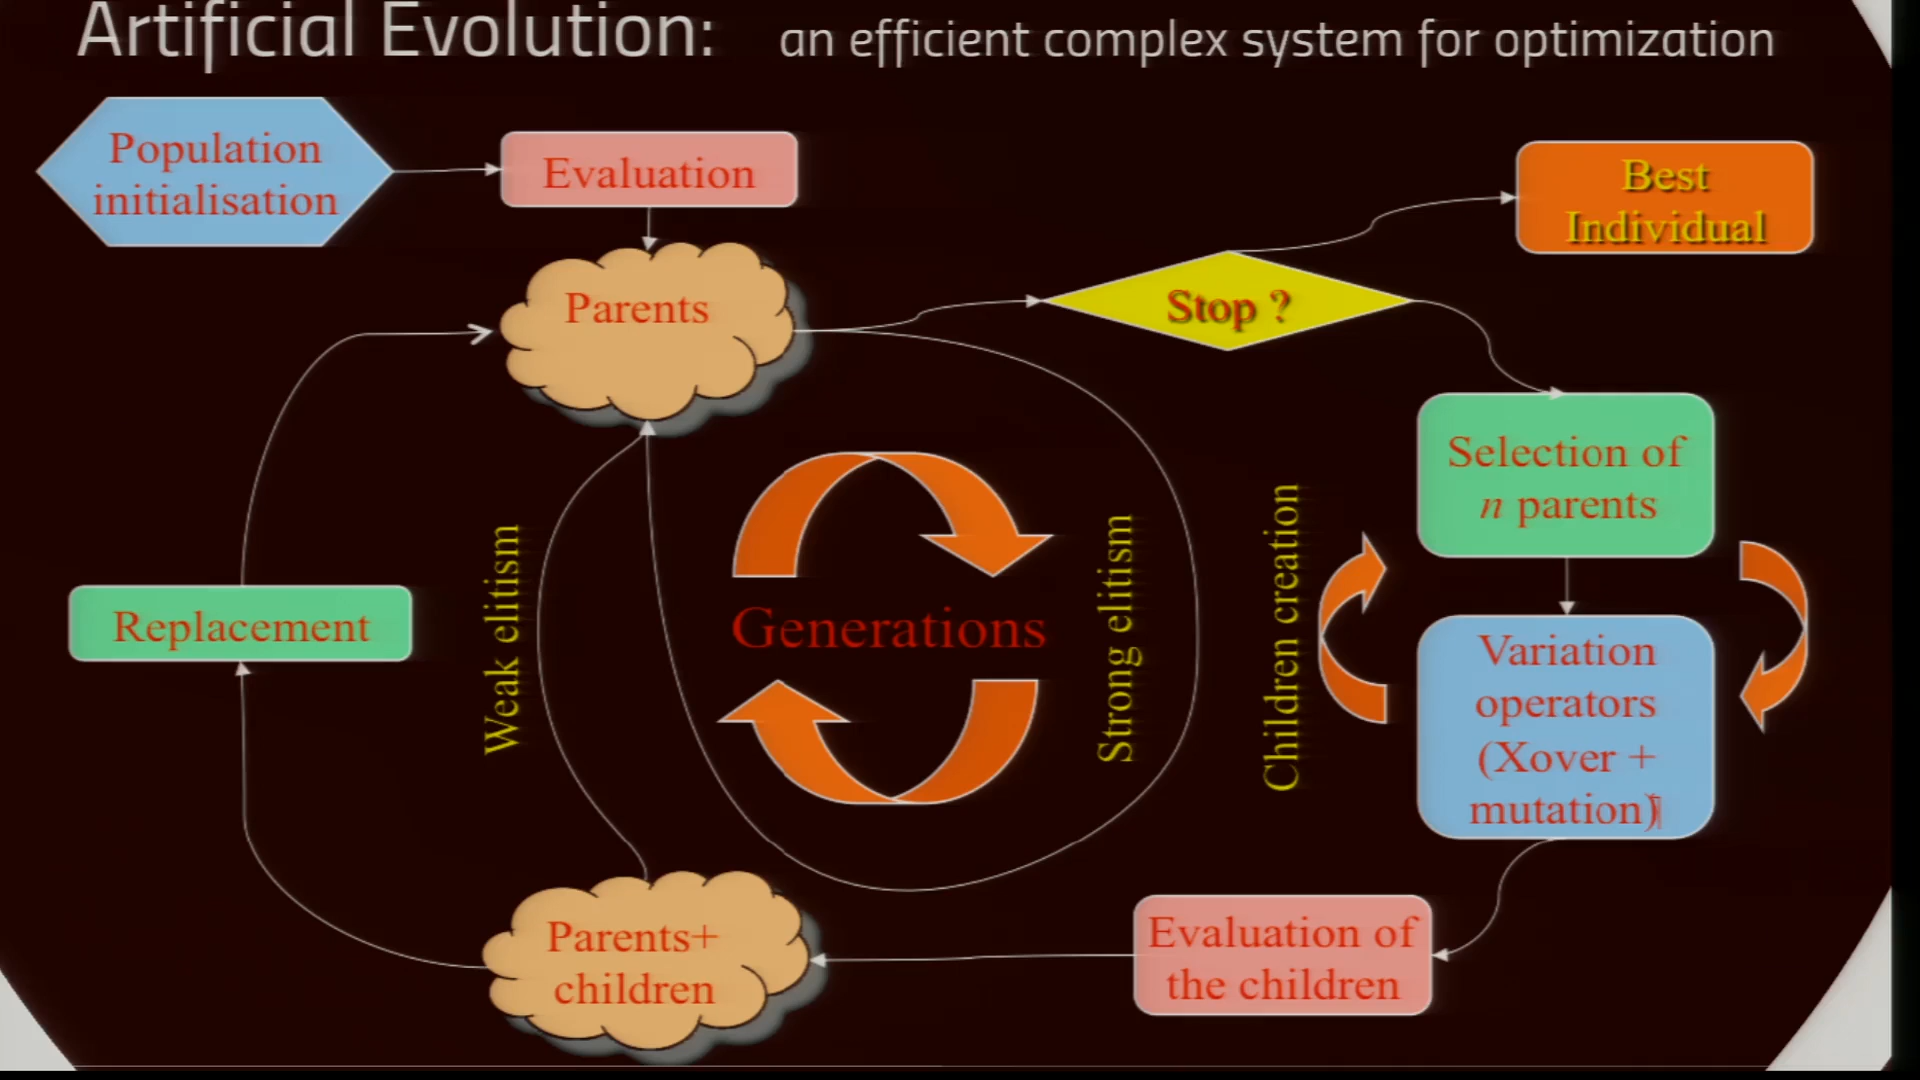 Artificial Evolution: an efficient complex system for optimization
Population
initialisation
Evaluation
Best
Individual
Parents
Stop ?
Selection of
n parents
Weak elitism
Generations
Strong elitism
Children creation
Replacement
Variation
operators
(Xover +
mutation)
Parents+
children
Evaluation of
the children